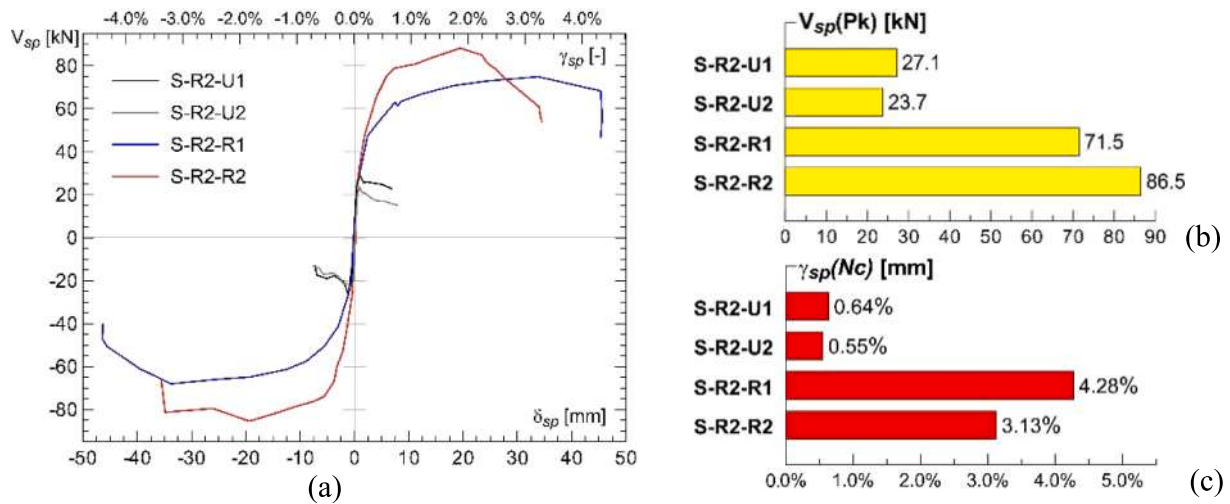 (a)
-4.0% -3.0% -2.0% -1.0% 0.0% 1.0% 2.0% 3.0% 4.0%
V_sp [kN]
γ_sp [-]
80
60
40
20
0
-20
-40
-60
-80
S-R2-U1
S-R2-U2
S-R2-R1
S-R2-R2
δ_sp [mm]
-50 -40 -30 -20 -10 0 10 20 30 40 50
(a)
V_sp(Pk) [kN]
S-R2-U1 27.1
S-R2-U2 23.7
S-R2-R1 71.5
S-R2-R2 86.5
0 10 20 30 40 50 60 70 80 90
(b)
γ_sp(Nc) [mm]
S-R2-U1 0.64%
S-R2-U2 0.55%
S-R2-R1 4.28%
S-R2-R2 3.13%
0.0% 1.0% 2.0% 3.0% 4.0% 5.0%
(c)